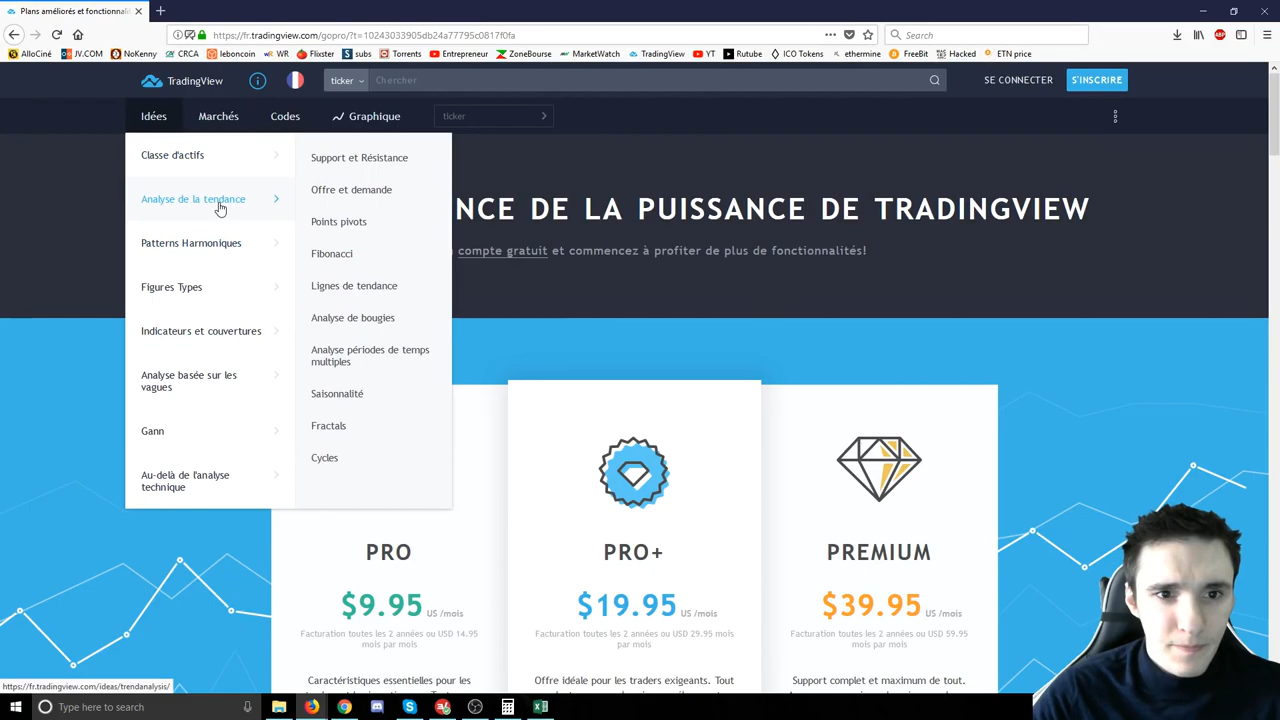 Plans améliorés et fonctionnali
https://fr.tradingview.com/gopro/?t=10243033905db24a77795c0817f0fa
Search
AlloCiné JV.COM NoKenny CRCA leboncoin WR Flixster subs Torrents Entrepreneur ZoneBourse MarketWatch TradingView YT Rutube ICO Tokens ethermine FreeBit Hacked ETN price
TradingView ticker Chercher SE CONNECTER S'INSCRIRE
Idées Marchés Codes Graphique ticker
Classe d'actifs
Analyse de la tendance
Patterns Harmoniques
Figures Types
Indicateurs et couvertures
Analyse basée sur les
vagues
Gann
Au-delà de l'analyse
technique
Support et Résistance
Offre et demande
Points pivots
Fibonacci
Lignes de tendance
Analyse de bougies
Analyse périodes de temps
multiples
Saisonnalité
Fractals
Cycles
NCE DE LA PUISSANCE DE TRADINGVIEW
compte gratuit et commencez à profiter de plus de fonctionnalités!
PRO
$9.95 US /mois
Facturation toutes les 2 années ou USD 14.95
mois par mois
Caractéristiques essentielles pour les
PRO+
$19.95 US /mois
Facturation toutes les 2 années ou USD 29.95 mois
par mois
Offre idéale pour les traders exigeants. Tout
PREMIUM
$39.95 US /mois
Facturation toutes les 2 années ou USD 59.95
mois par mois
Support complet et maximum de tout.
https://fr.tradingview.com/ideas/trendanalysis/
Type here to search